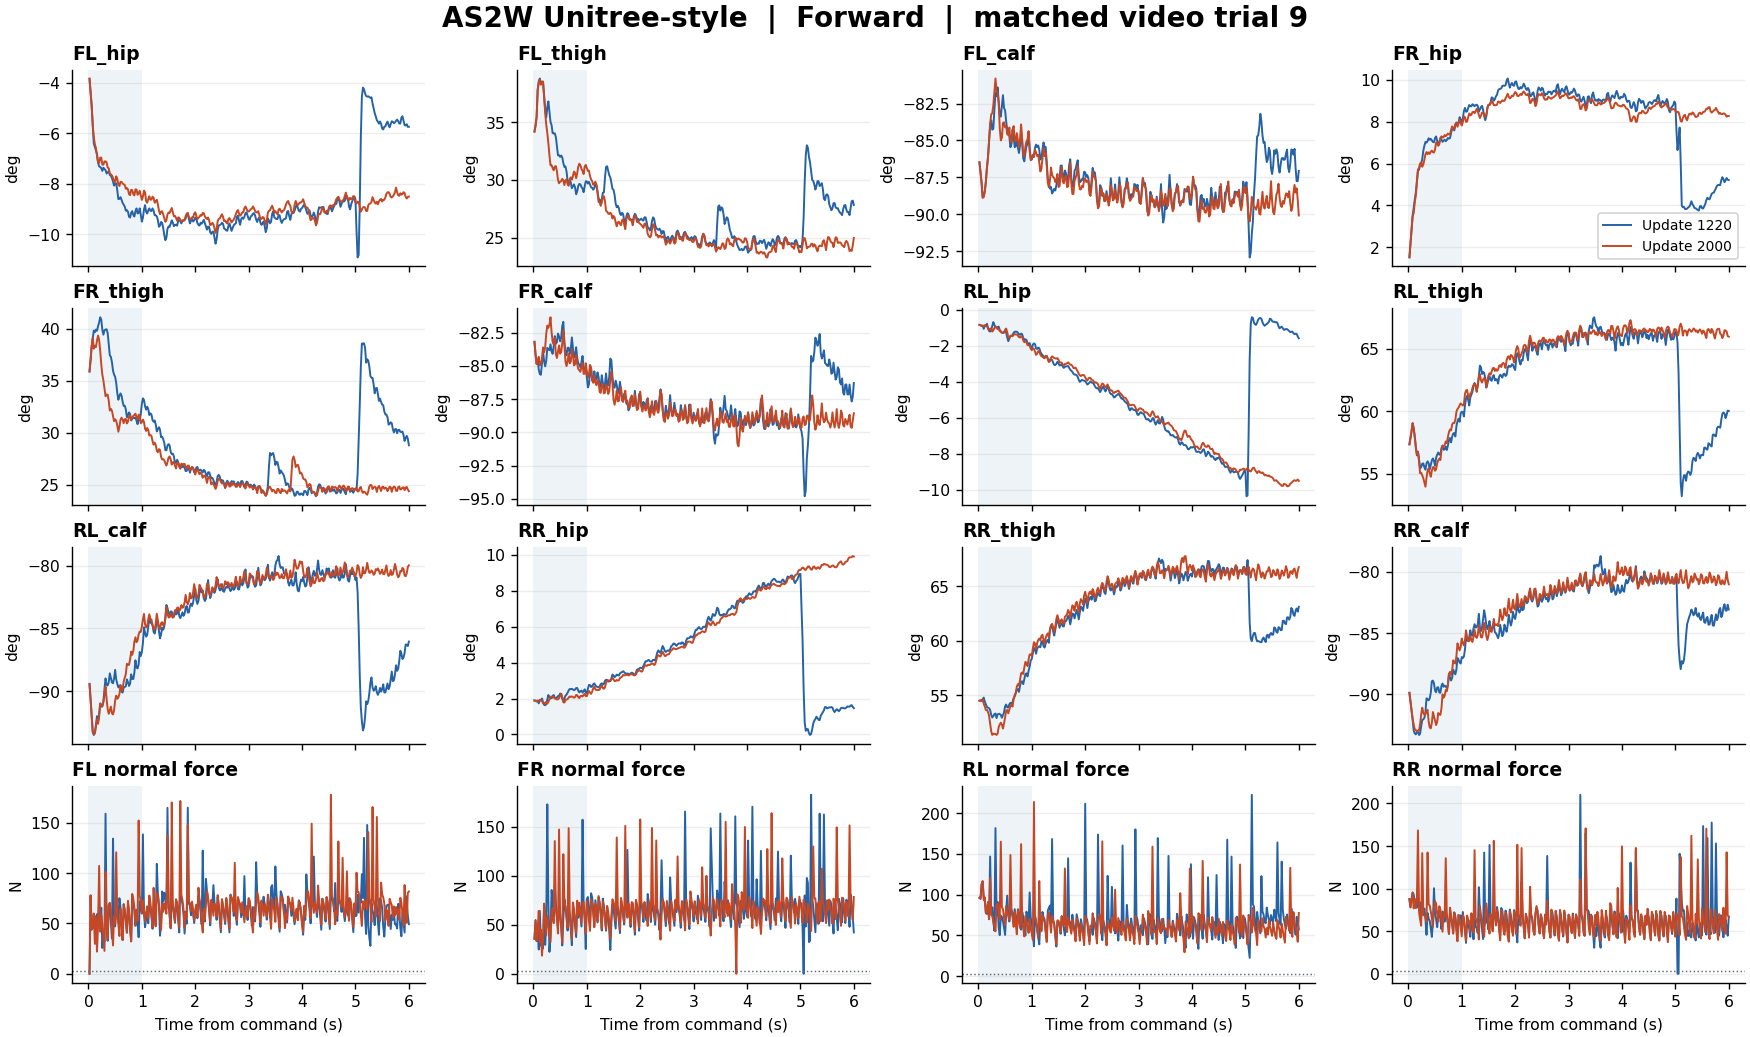 AS2W Unitree-style  |  Forward  |  matched video trial 9
FL_hip
FL_thigh
FL_calf
FR_hip
−4
−6
−8
−10
deg
35
30
25
deg
−82.5
−85.0
−87.5
−90.0
−92.5
deg
10
8
6
4
2
deg
Update 1220
Update 2000
FR_thigh
FR_calf
RL_hip
RL_thigh
40
35
30
25
deg
−82.5
−85.0
−87.5
−90.0
−92.5
−95.0
deg
0
−2
−4
−6
−8
−10
deg
65
60
55
deg
RL_calf
RR_hip
RR_thigh
RR_calf
−80
−85
−90
deg
10
8
6
4
2
0
deg
65
60
55
deg
−80
−85
−90
deg
FL normal force
FR normal force
RL normal force
RR normal force
150
100
50
0
N
150
100
50
0
N
200
150
100
50
0
N
200
150
100
50
0
N
0 1 2 3 4 5 6
0 1 2 3 4 5 6
0 1 2 3 4 5 6
0 1 2 3 4 5 6
Time from command (s)
Time from command (s)
Time from command (s)
Time from command (s)